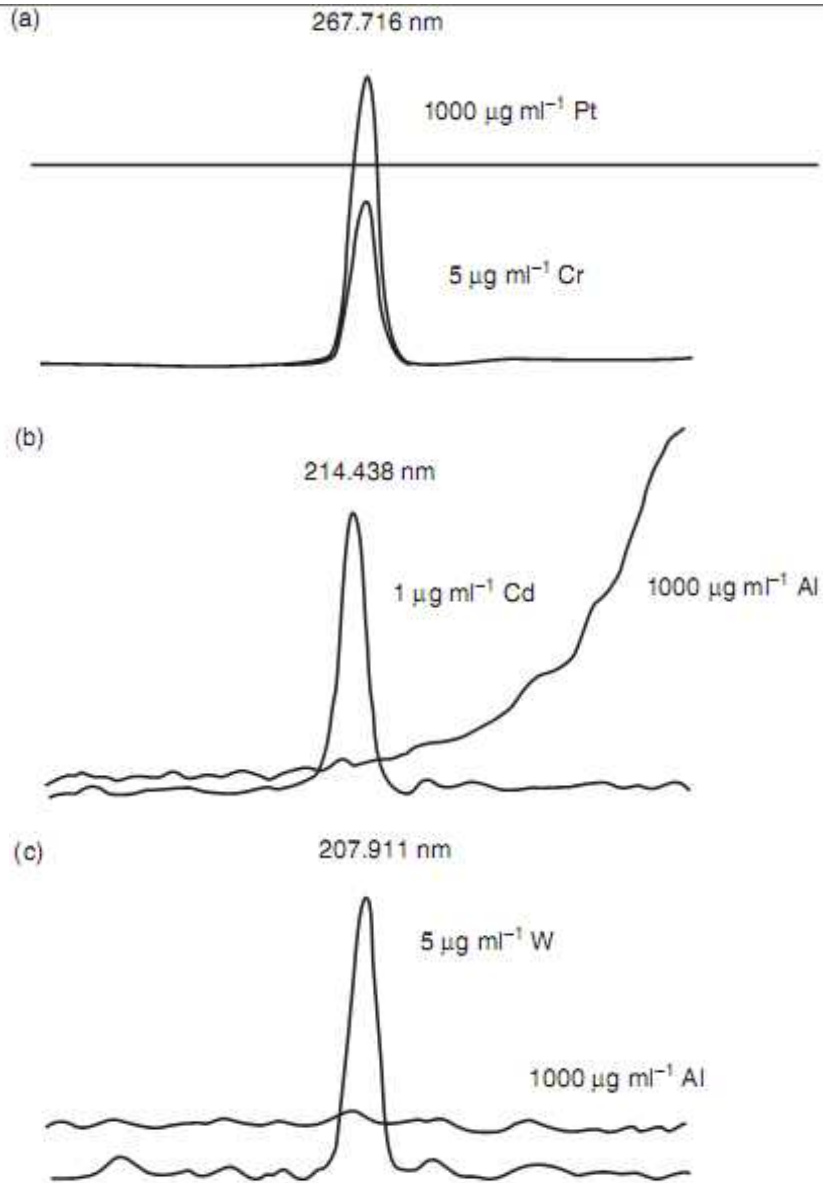 (a)
267.716 nm
1000 μg ml⁻¹ Pt
5 μg ml⁻¹ Cr
(b)
214.438 nm
1 μg ml⁻¹ Cd
1000 μg ml⁻¹ Al
(c)
207.911 nm
5 μg ml⁻¹ W
1000 μg ml⁻¹ Al